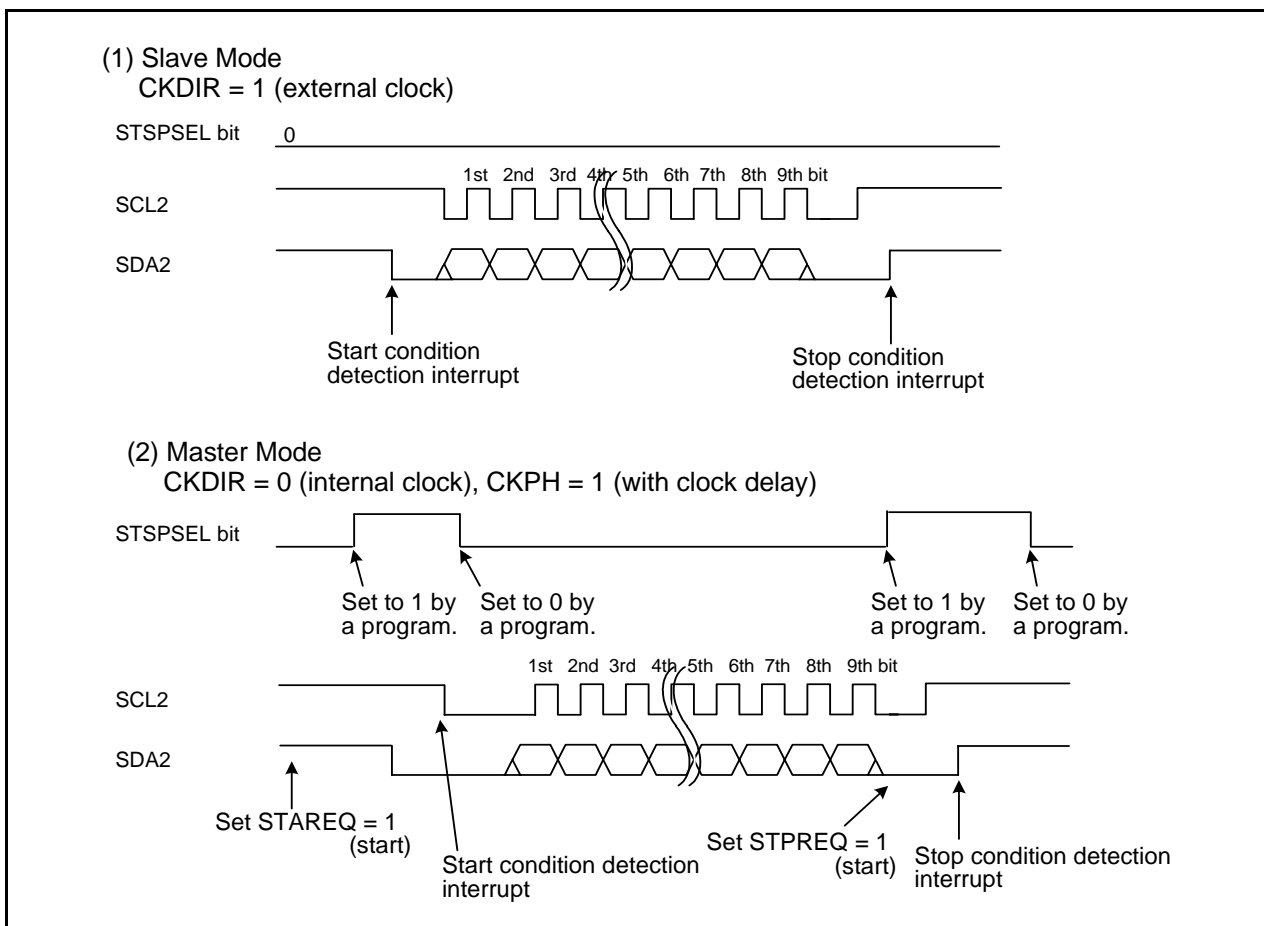 (1) Slave Mode
CKDIR = 1 (external clock)
STSPSEL bit 0
1st 2nd 3rd 4th 5th 6th 7th 8th 9th bit
SCL2
SDA2
Start condition
detection interrupt
Stop condition
detection interrupt
(2) Master Mode
CKDIR = 0 (internal clock), CKPH = 1 (with clock delay)
STSPSEL bit
Set to 1 by
a program.
Set to 0 by
a program.
Set to 1 by
a program.
Set to 0 by
a program.
1st 2nd 3rd 4th 5th 6th 7th 8th 9th bit
SCL2
SDA2
Set STAREQ = 1
(start)
Start condition detection
interrupt
Set STPREQ = 1
(start)
Stop condition detection
interrupt